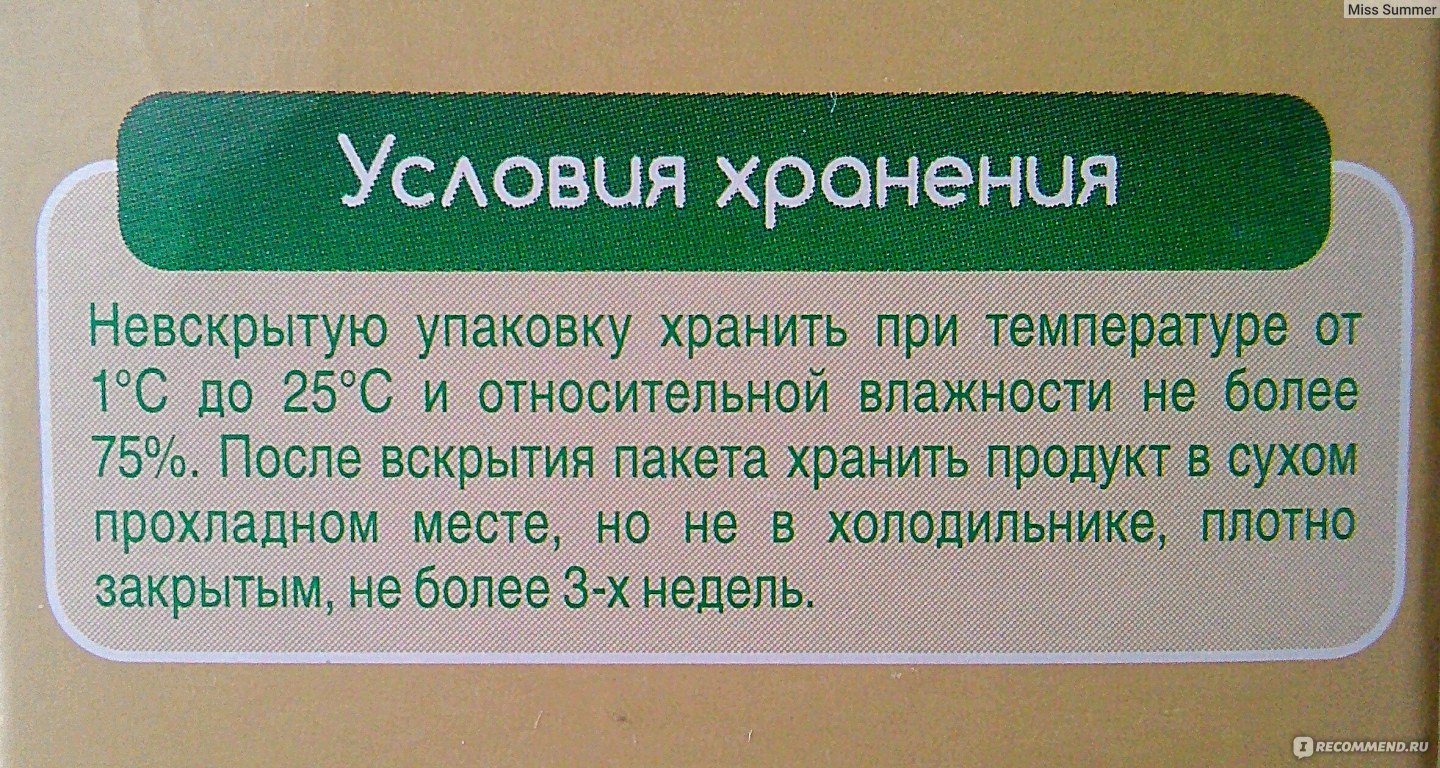 Miss Summer
Условия хранения
Невскрытую упаковку хранить при температуре от
1°С до 25°С и относительной влажности не более
75%. После вскрытия пакета хранить продукт в сухом
прохладном месте, но не в холодильнике, плотно
закрытым, не более 3-х недель.
I RECOMMEND.RU